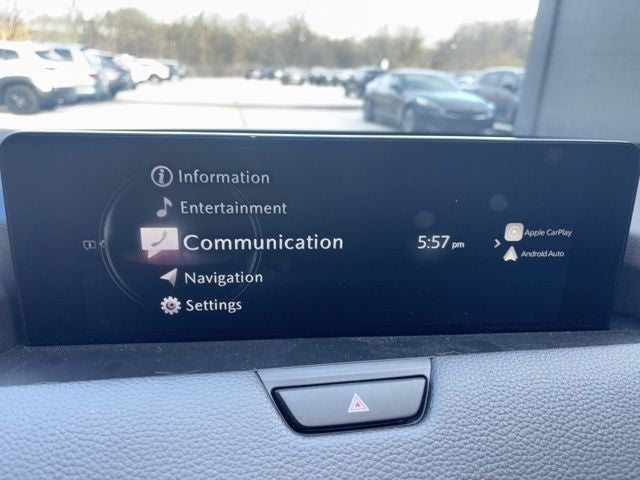 Information
Entertainment
Communication
5:57 pm
Apple CarPlay
Android Auto
Navigation
Settings